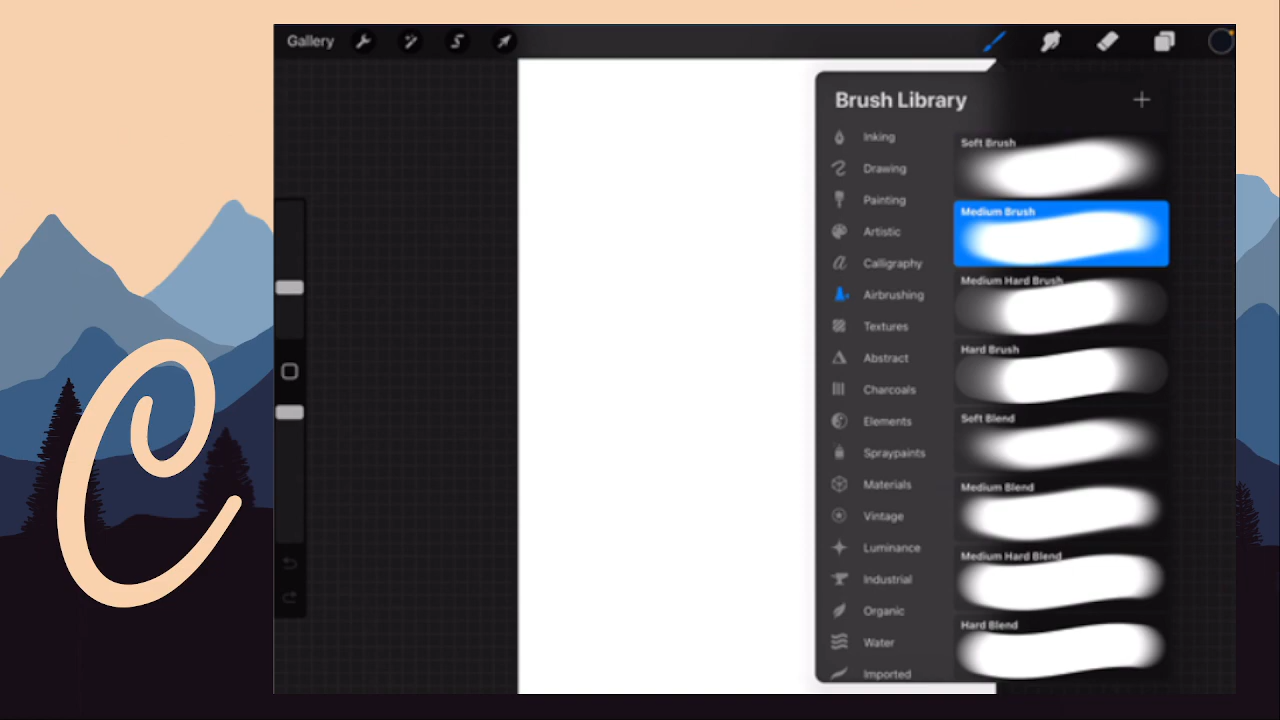 Gallery
Brush Library
Inking
Drawing
Painting
Artistic
Calligraphy
Airbrushing
Textures
Abstract
Charcoals
Elements
Spraypaints
Materials
Vintage
Luminance
Industrial
Organic
Water
Imported
Soft Brush
Medium Brush
Medium Hard Brush
Hard Brush
Soft Blend
Medium Blend
Medium Hard Blend
Hard Blend
C